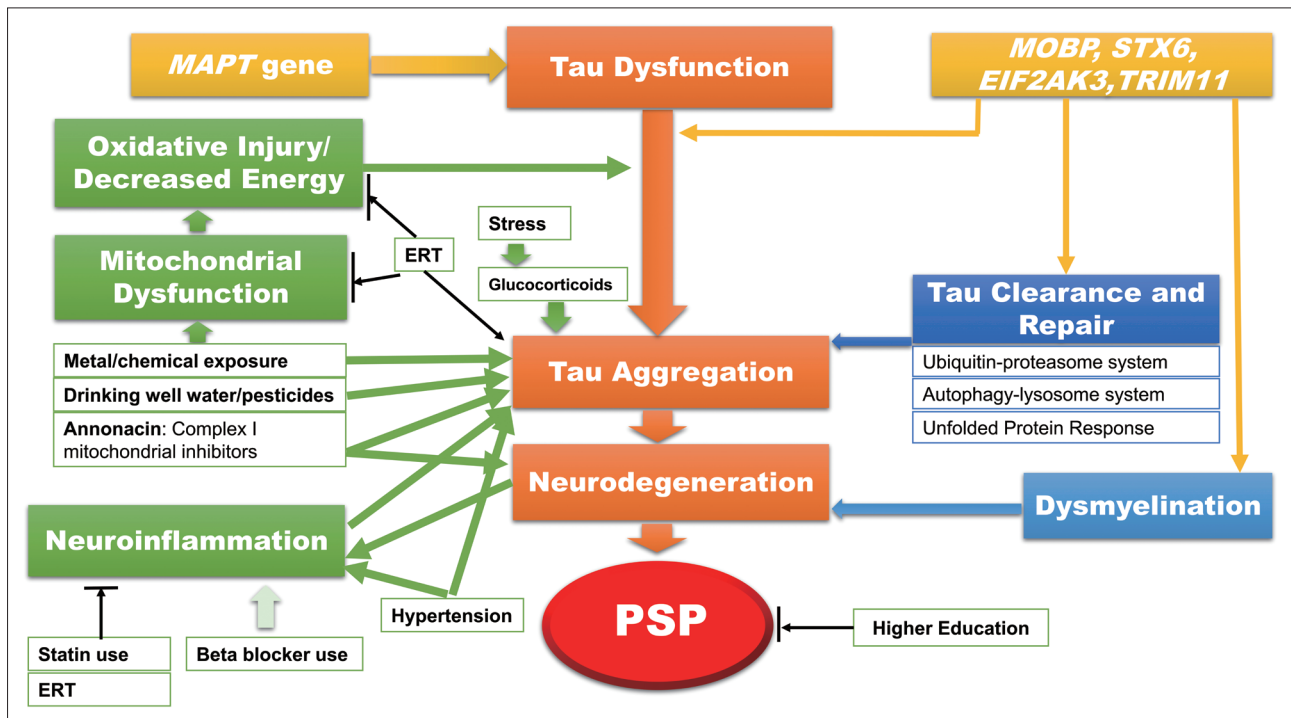 MAPT gene
Tau Dysfunction
MOBP, STX6,
EIF2AK3,TRIM11
Oxidative Injury/
Decreased Energy
Stress
ERT
Mitochondrial
Dysfunction
Glucocorticoids
Tau Clearance and
Repair
Ubiquitin-proteasome system
Autophagy-lysosome system
Unfolded Protein Response
Metal/chemical exposure
Drinking well water/pesticides
Annonacin: Complex I
mitochondrial inhibitors
Tau Aggregation
Neurodegeneration
Dysmyelination
Neuroinflammation
Hypertension
PSP
Higher Education
Statin use
ERT
Beta blocker use